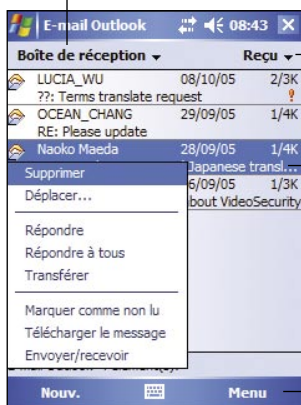 E-mail Outlook 08:43
Boîte de réception Reçu
LUCIA_WU 08/10/05 2/3K
??: Terms translate request
OCEAN_CHANG 29/09/05 1/4K
RE: Please update
Naoko Maeda 28/09/05 1/4K
Japanese transl...
6/09/05 1/3K
bout VideoSecurity
Supprimer
Déplacer...
Répondre
Répondre à tous
Transférer
Marquer comme non lu
Télécharger le message
Envoyer/recevoir
Nouv. Menu